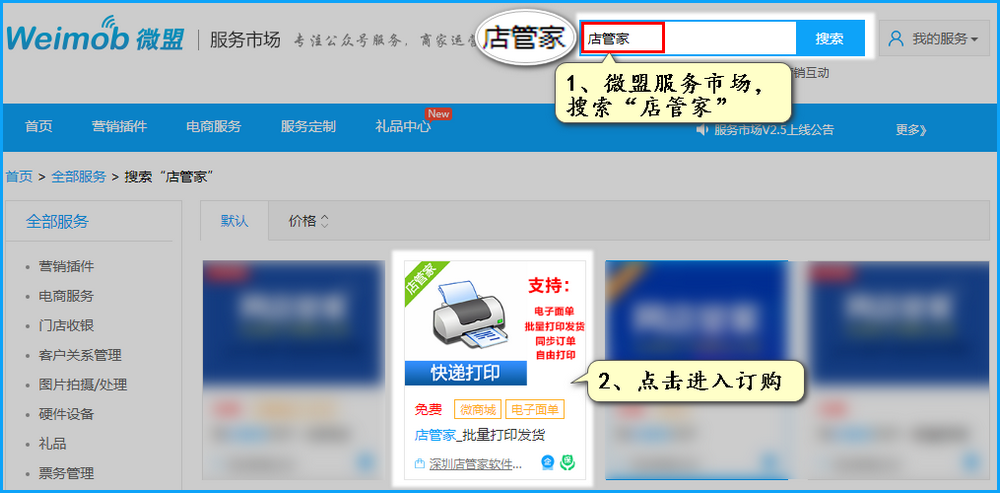 Weimob 微盟 服务市场 专注公众号服务，商家运营
店管家
店管家 搜索 我的服务
销互动
1、微盟服务市场，
搜索“店管家”
首页 营销插件 电商服务 服务定制 礼品中心 New
服务市场V2.5上线公告 更多》
首页 > 全部服务 > 搜索“店管家”
全部服务
营销插件
电商服务
门店收银
客户关系管理
图片拍摄/处理
硬件设备
礼品
票务管理
默认 价格
店管家
支持：
电子面单
批量打印发货
同步订单
自由打印
快递打印
免费 微商城 电子面单
店管家_批量打印发货
深圳店管家软件...
2、点击进入订购